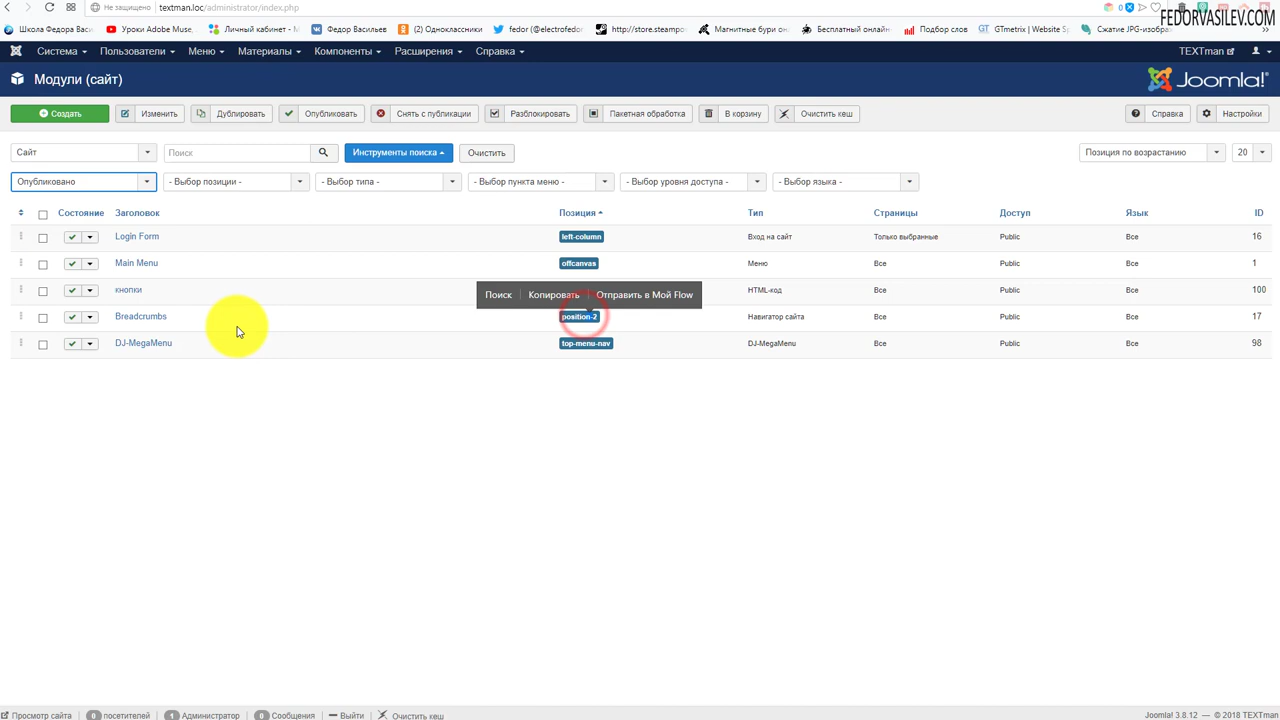 Не защищено textman.loc/administrator/index.php
0
FEDORVASILEV.COM
Школа Федора Васи. Уроки Adobe Muse, Личный кабинет - М Федор Васильев (2) Одноклассники fedor (@electrofedo http://store.steampo Магнитные бури он Бесплатный онлайн Подбор слов GTmetrix | Website Sp Сжатие JPG-изобра »
Система Пользователи Меню Материалы Компоненты Расширения Справка TEXTman
Модули (сайт) Joomla!®
Создать Изменить Дублировать Опубликовать Снять с публикации Разблокировать Пакетная обработка В корзину Очистить кеш Справка Настройки
Сайт Поиск Инструменты поиска Очистить Позиция по возрастанию 20
Опубликовано - Выбор позиции - - Выбор типа - - Выбор пункта меню - - Выбор уровня доступа - - Выбор языка -
Состояние Заголовок Позиция Тип Страницы Доступ Язык ID
Login Form left-column Вход на сайт Только выбранные Public Все 16
Main Menu offcanvas Меню Все Public Все 1
кнопки HTML-код Все Public Все 100
Поиск Копировать Отправить в Мой Flow
Breadcrumbs position-2 Навигатор сайта Все Public Все 17
DJ-MegaMenu top-menu-nav DJ-MegaMenu Все Public Все 98
Просмотр сайта 0 посетителей 1 Администратор 0 Сообщения Выйти Очистить кеш Joomla! 3.8.12 — © 2018 TEXTman